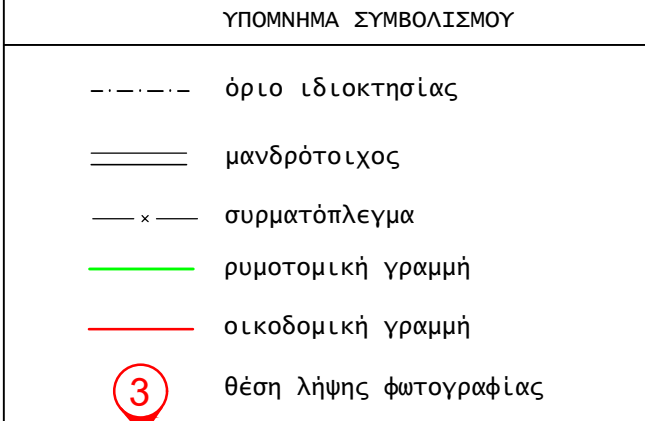 ΥΠΟΜΝΗΜΑ ΣΥΜΒΟΛΙΣΜΟΥ
όριο ιδιοκτησίας
μανδρότοιχος
συρματόπλεγμα
ρυμοτομική γραμμή
οικοδομική γραμμή
3 θέση λήψης φωτογραφίας